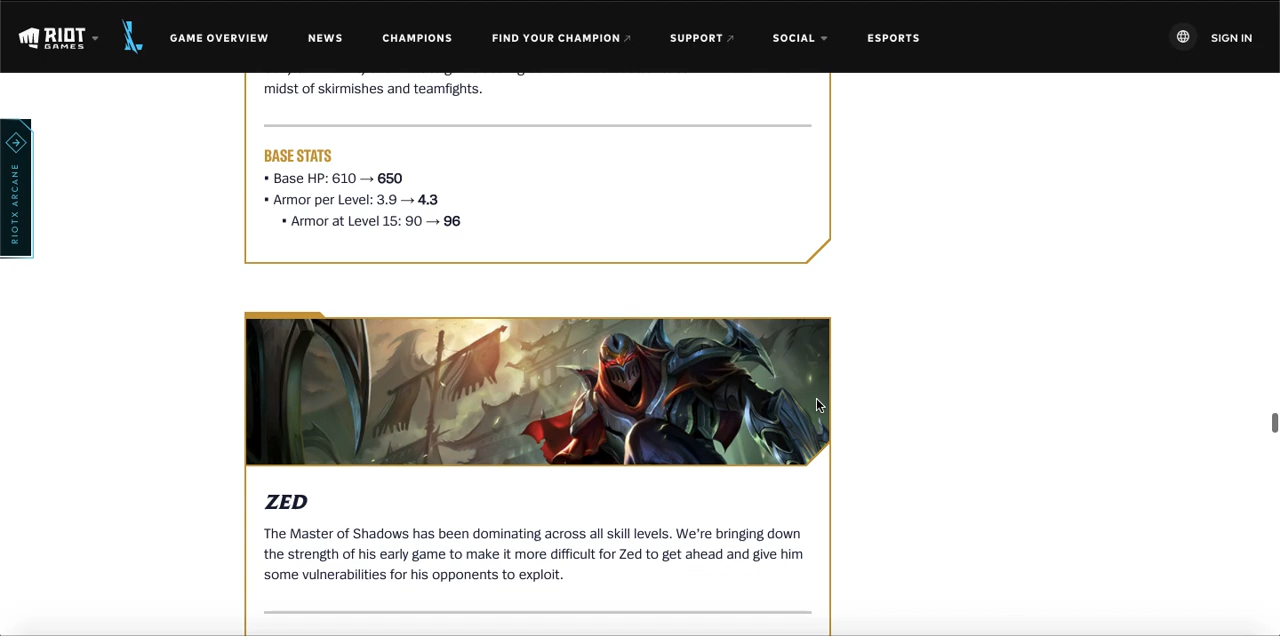 RIOT GAMES
GAME OVERVIEW
NEWS
CHAMPIONS
FIND YOUR CHAMPION
SUPPORT
SOCIAL
ESPORTS
SIGN IN
RIOTX ARCANE
midst of skirmishes and teamfights.
BASE STATS
▪ Base HP: 610 → 650
▪ Armor per Level: 3.9 → 4.3
▪ Armor at Level 15: 90 → 96
ZED
The Master of Shadows has been dominating across all skill levels. We’re bringing down
the strength of his early game to make it more difficult for Zed to get ahead and give him
some vulnerabilities for his opponents to exploit.